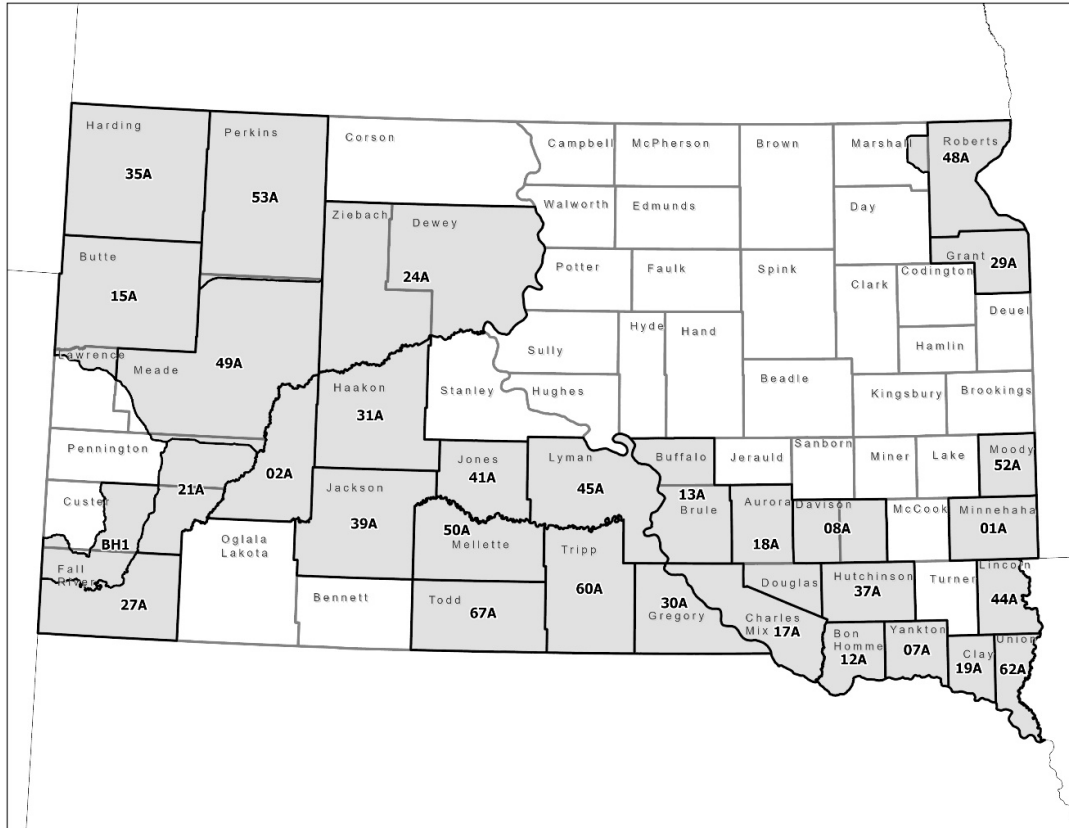 Harding
35A
Perkins
53A
Corson
Campbell
McPherson
Brown
Marshall
Roberts
48A
Ziebach
Dewey
24A
Walworth
Edmunds
Day
Grant
29A
Butte
15A
Potter
Faulk
Spink
Clark
Codington
Deuel
Hamlin
Lawrence
Meade
49A
Haakon
31A
Stanley
Sully
Hyde
Hand
Hughes
Beadle
Kingsbury
Brookings
Pennington
02A
21A
Jones
41A
Lyman
45A
Buffalo
Jerauld
Sanborn
Miner
Lake
Moody
52A
Custer
BH1
Jackson
39A
50A
Mellette
13A
Brule
Aurora
18A
Davison
08A
McCook
Minnehaha
01A
Oglala
Lakota
Tripp
60A
Fall
River
27A
Bennett
Todd
67A
30A
Gregory
Douglas
Charles
Mix
17A
Hutchinson
37A
Turner
Lincoln
44A
Bon
Homme
12A
Yankton
07A
Clay
19A
Union
62A